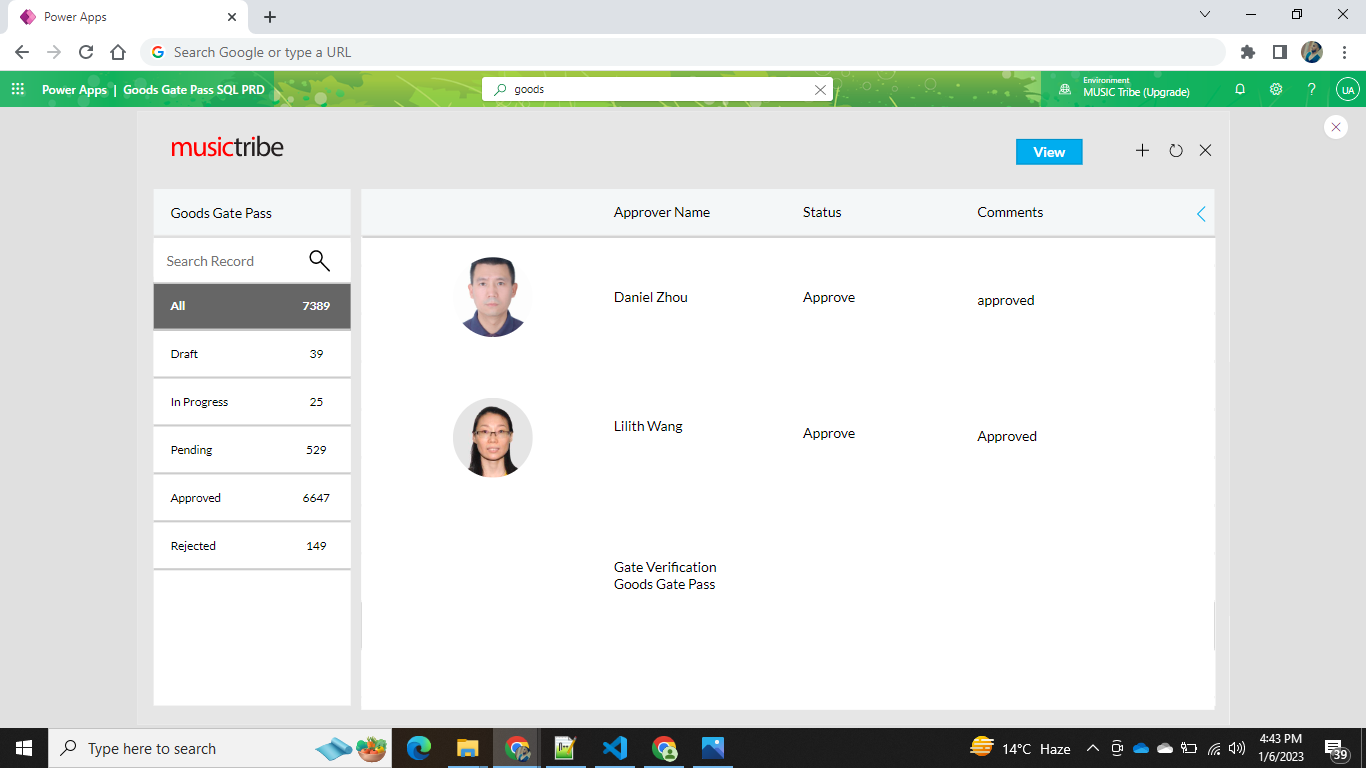 Power Apps
Search Google or type a URL
Power Apps | Goods Gate Pass SQL PRD
goods
Environment
MUSIC Tribe (Upgrade)
?
UA
musictribe
View
Goods Gate Pass
Approver Name
Status
Comments
Search Record
All
7389
Draft
39
In Progress
25
Pending
529
Approved
6647
Rejected
149
Daniel Zhou
Approve
approved
Lilith Wang
Approve
Approved
Gate Verification
Goods Gate Pass
Type here to search
14°C Haze
4:43 PM
1/6/2023
39